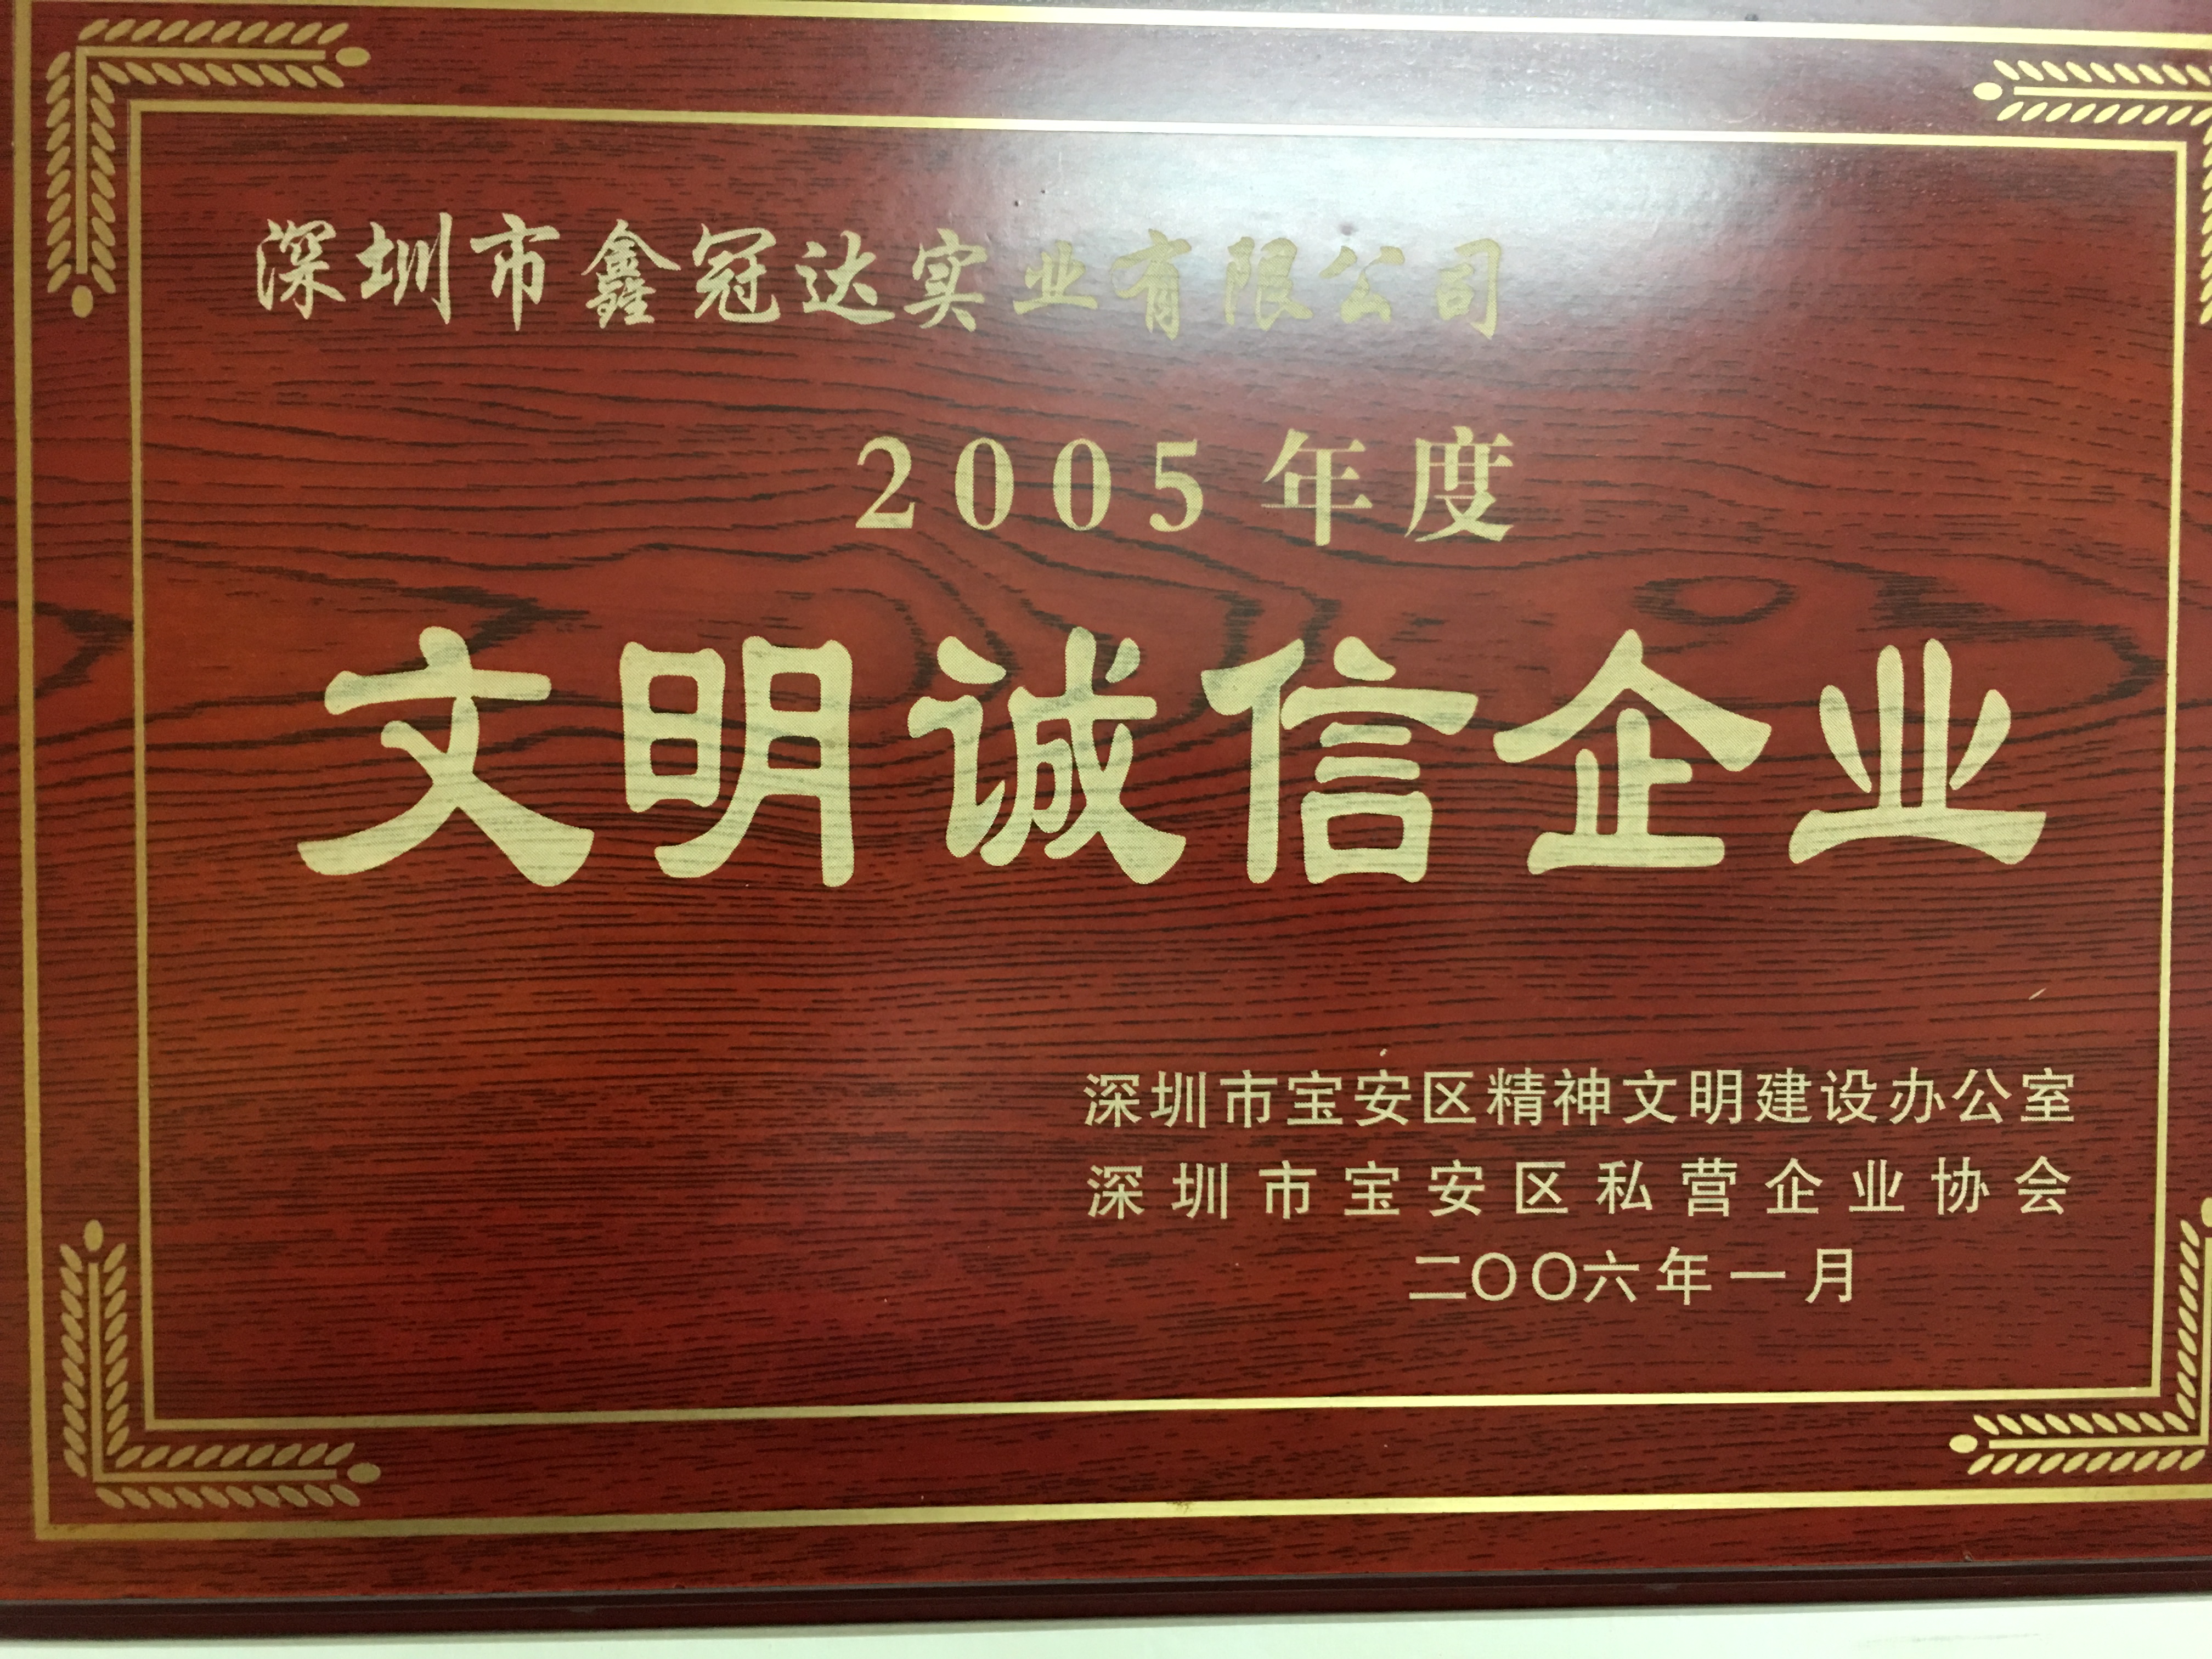 深圳市鑫冠达实业有限公司
2005年度
文明诚信企业
深圳市宝安区精神文明建设办公室
深圳市宝安区私营企业协会
二〇〇六年一月